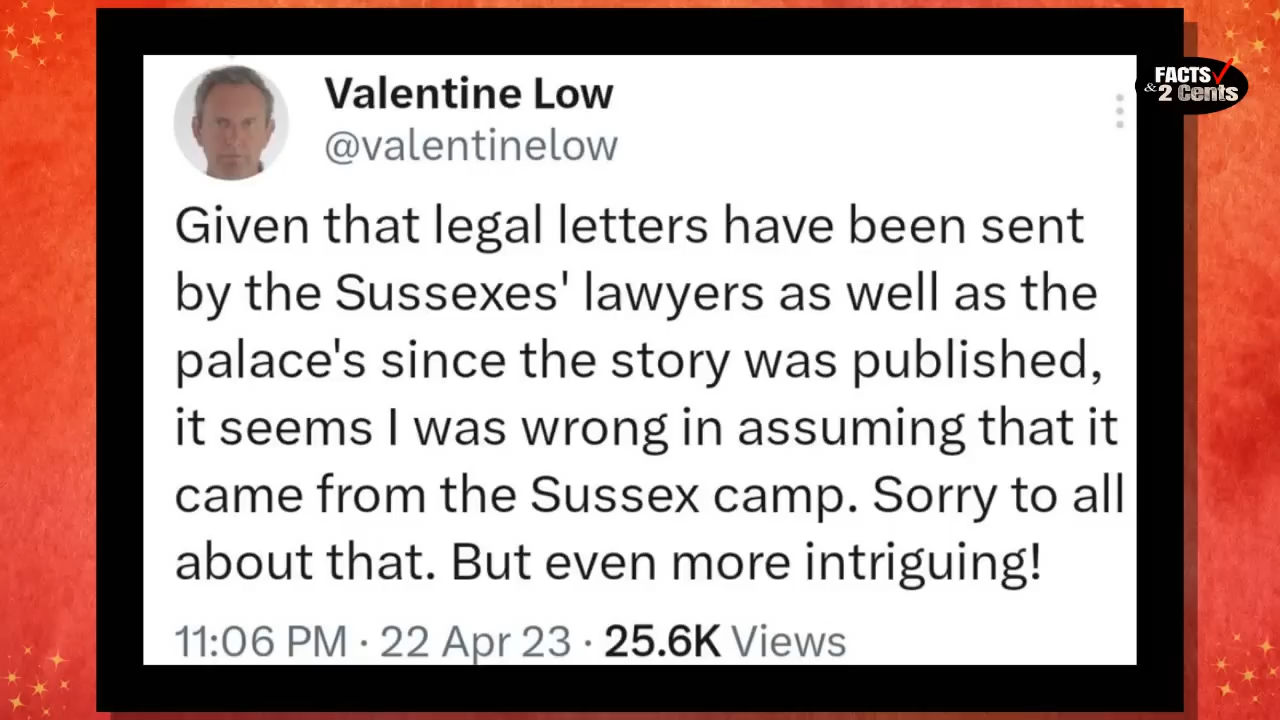 FACTS
& 2 Cents
Valentine Low
@valentinelow
Given that legal letters have been sent
by the Sussexes' lawyers as well as the
palace's since the story was published,
it seems I was wrong in assuming that it
came from the Sussex camp. Sorry to all
about that. But even more intriguing!
11:06 PM · 22 Apr 23 · 25.6K Views